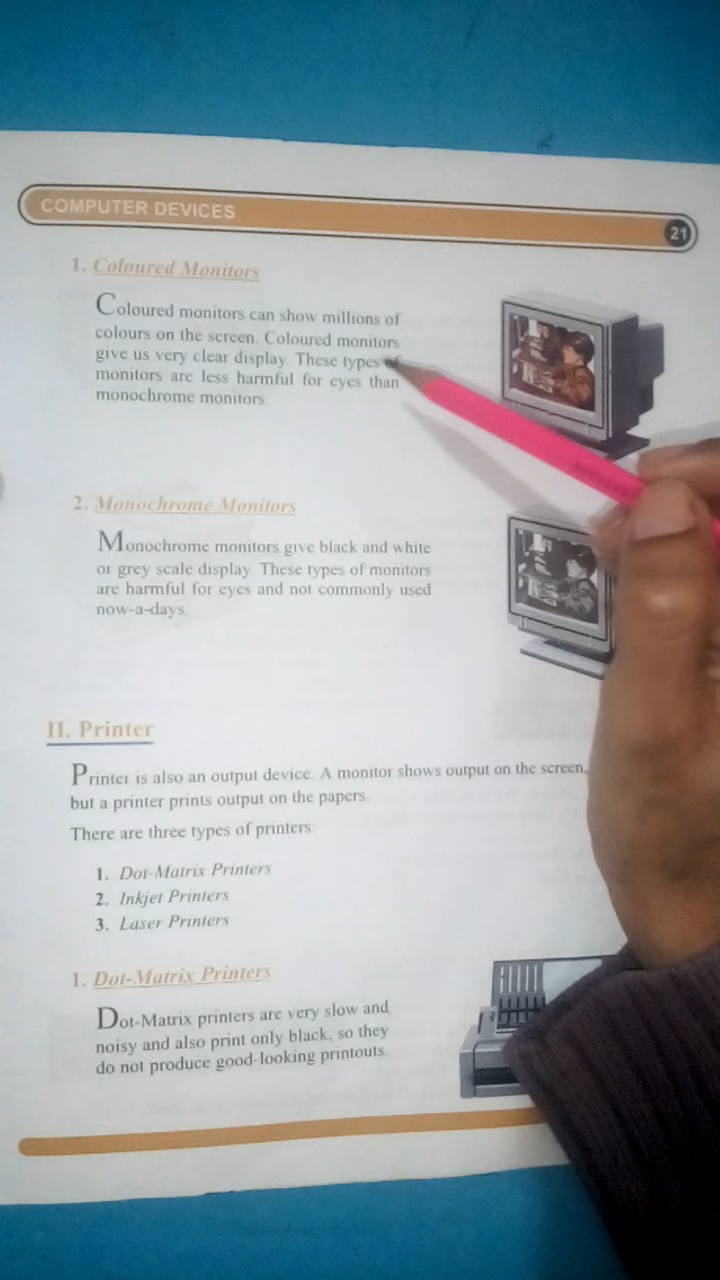 COMPUTER DEVICES
21
1. Coloured Monitors
Coloured monitors can show millions of
colours on the screen. Coloured monitors
give us very clear display. These types of
monitors are less harmful for eyes than
monochrome monitors.
2. Monochrome Monitors
Monochrome monitors give black and white
or grey scale display. These types of monitors
are harmful for eyes and not commonly used
now-a-days.
II. Printer
Printer is also an output device. A monitor shows output on the screen,
but a printer prints output on the papers.
There are three types of printers:
1. Dot-Matrix Printers
2. Inkjet Printers
3. Laser Printers
1. Dot-Matrix Printers
Dot-Matrix printers are very slow and
noisy and also print only black, so they
do not produce good-looking printouts.